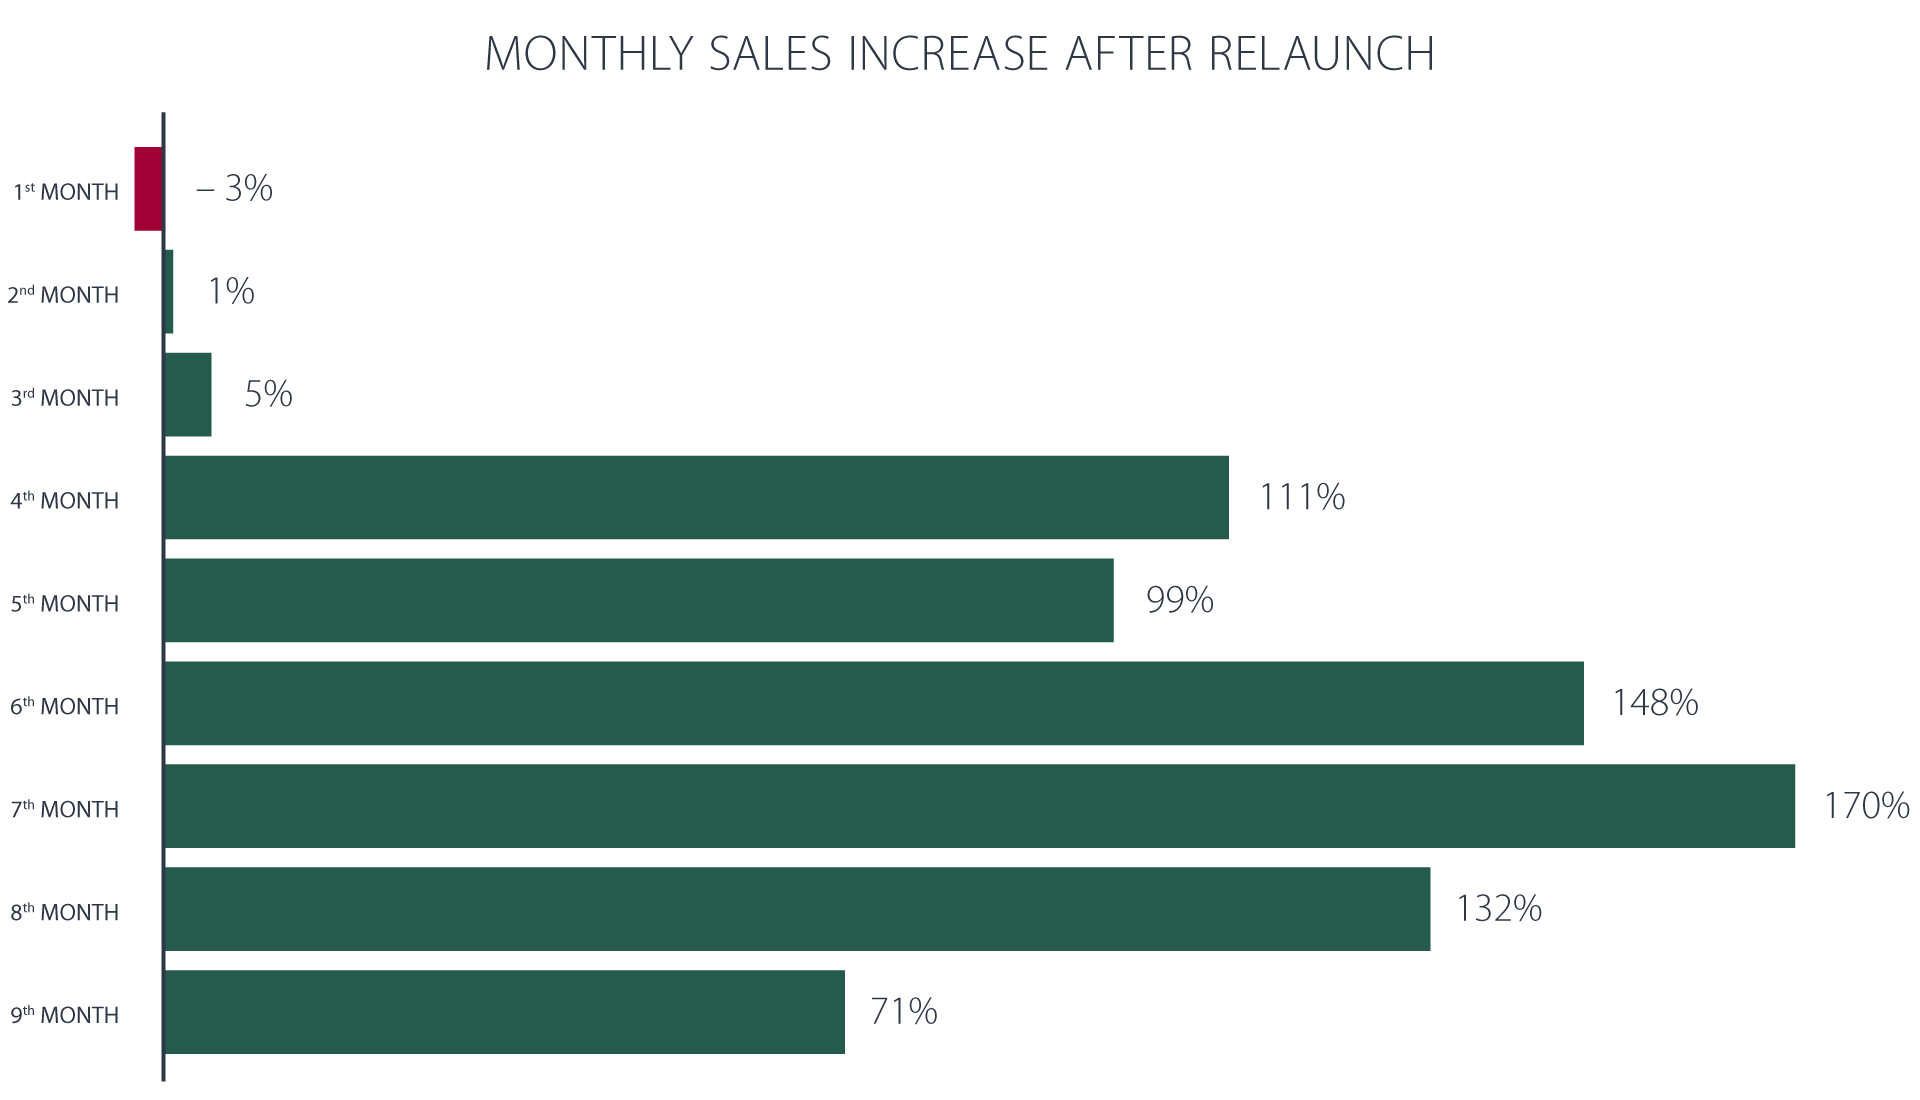 MONTHLY SALES INCREASE AFTER RELAUNCH
1st MONTH – 3%
2nd MONTH 1%
3rd MONTH 5%
4th MONTH 111%
5th MONTH 99%
6th MONTH 148%
7th MONTH 170%
8th MONTH 132%
9th MONTH 71%